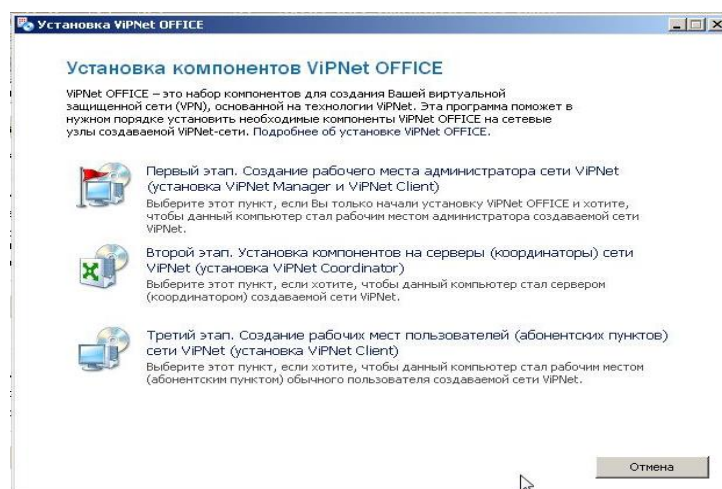 Установка ViPNet OFFICE
Установка компонентов ViPNet OFFICE
ViPNet OFFICE – это набор компонентов для создания Вашей виртуальной
защищенной сети (VPN), основанной на технологии ViPNet. Эта программа поможет в
нужном порядке установить необходимые компоненты ViPNet OFFICE на сетевые
узлы создаваемой ViPNet-сети. Подробнее об установке ViPNet OFFICE.
Первый этап. Создание рабочего места администратора сети ViPNet
(установка ViPNet Manager и ViPNet Client)
Выберите этот пункт, если Вы только начали установку ViPNet OFFICE и хотите,
чтобы данный компьютер стал рабочим местом администратора создаваемой сети
ViPNet.
Второй этап. Установка компонентов на серверы (координаторы) сети
ViPNet (установка ViPNet Coordinator)
Выберите этот пункт, если хотите, чтобы данный компьютер стал сервером
(координатором) создаваемой сети ViPNet.
Третий этап. Создание рабочих мест пользователей (абонентских пунктов)
сети ViPNet (установка ViPNet Client)
Выберите этот пункт, если хотите, чтобы данный компьютер стал рабочим местом
(абонентским пунктом) обычного пользователя создаваемой сети ViPNet.
Отмена